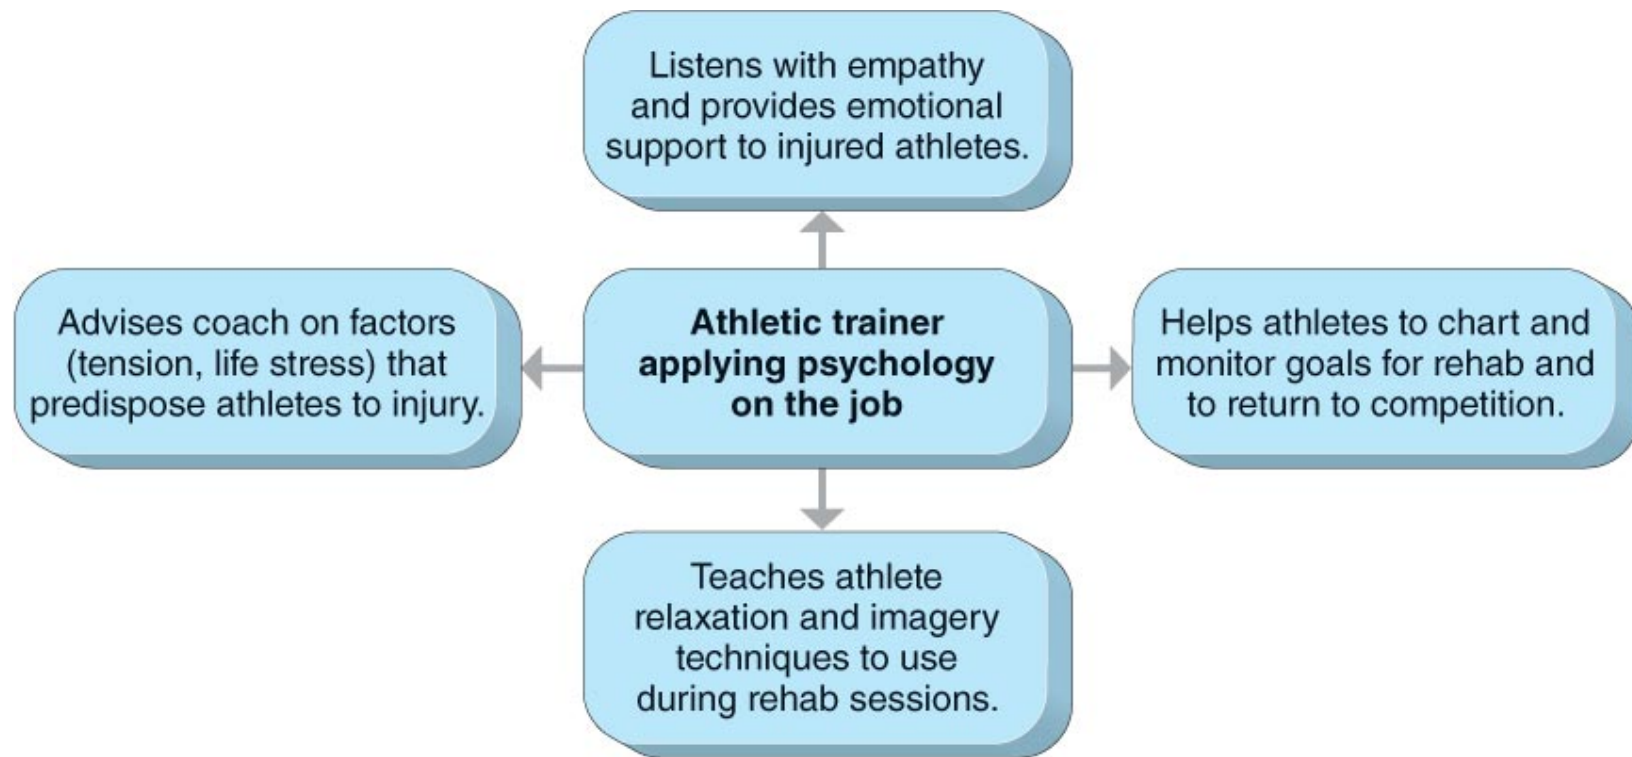 Listens with empathy
and provides emotional
support to injured athletes.
Advises coach on factors
(tension, life stress) that
predispose athletes to injury.
Athletic trainer
applying psychology
on the job
Helps athletes to chart and
monitor goals for rehab and
to return to competition.
Teaches athlete
relaxation and imagery
techniques to use
during rehab sessions.